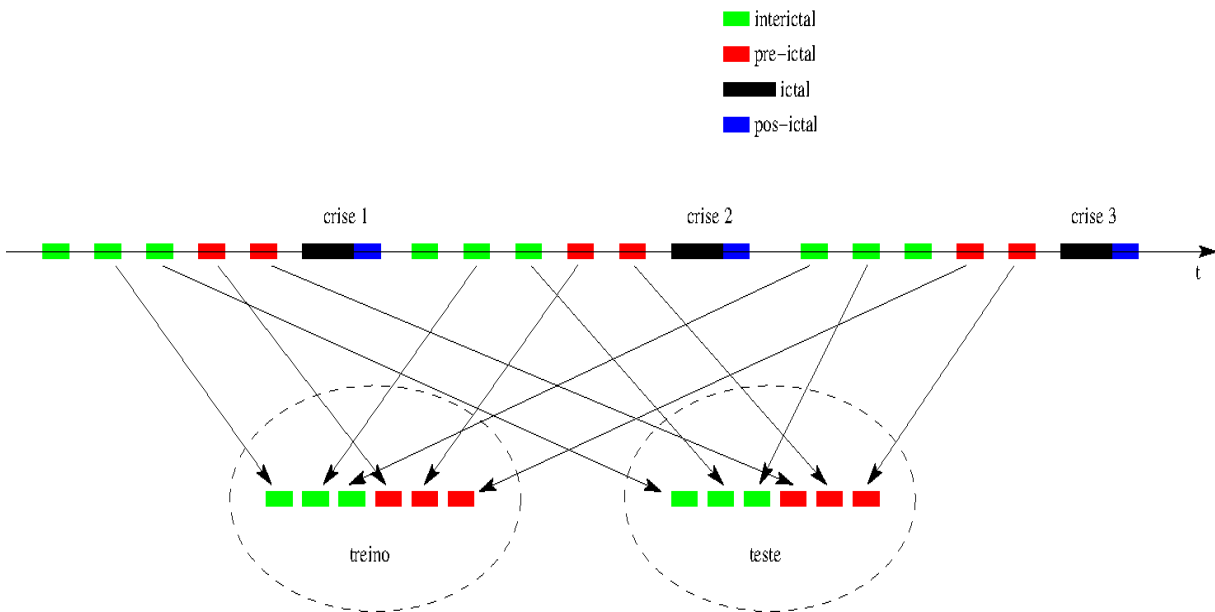 interictal
pre-ictal
ictal
pos-ictal
crise 1 crise 2 crise 3
t
treino teste